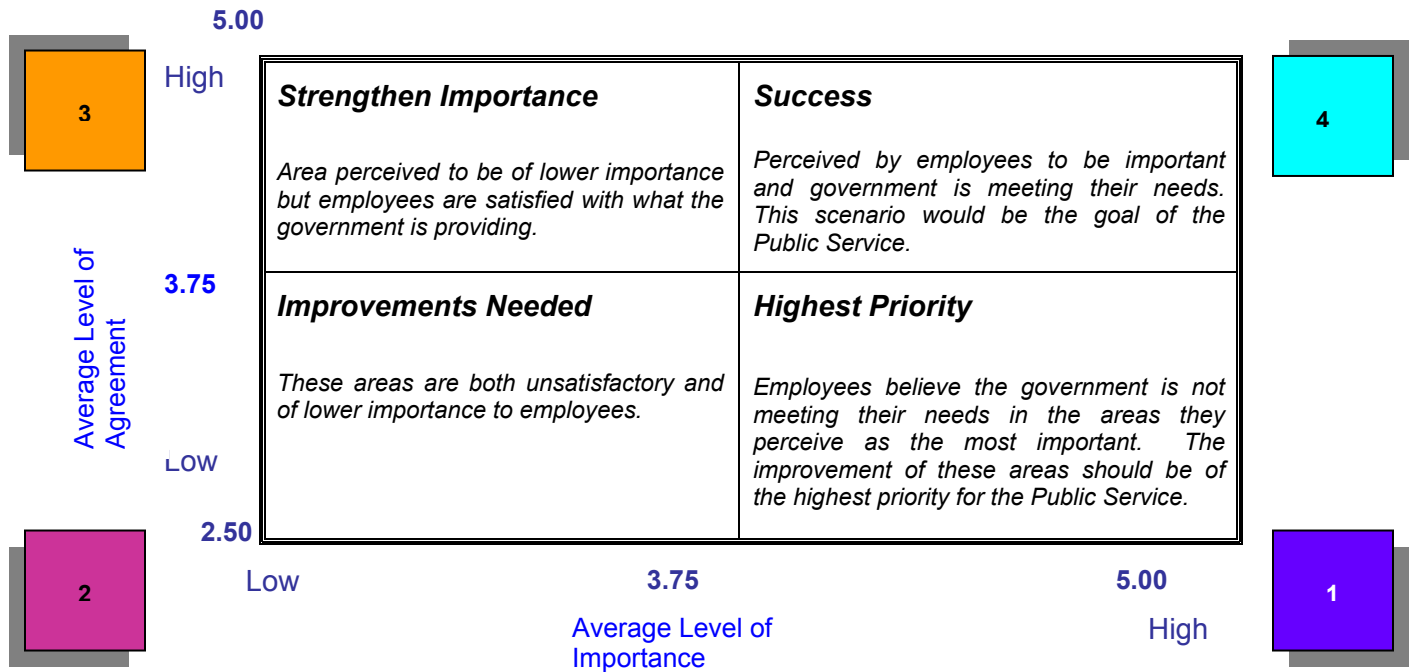 5.00
High
3
4
Strengthen Importance
Area perceived to be of lower importance
but employees are satisfied with what the
government is providing.
Success
Perceived by employees to be important
and government is meeting their needs.
This scenario would be the goal of the
Public Service.
Average Level of
Agreement
3.75
Improvements Needed
These areas are both unsatisfactory and
of lower importance to employees.
Highest Priority
Employees believe the government is not
meeting their needs in the areas they
perceive as the most important. The
improvement of these areas should be of
the highest priority for the Public Service.
Low
2.50
2
1
Low
3.75
5.00
Average Level of
Importance
High